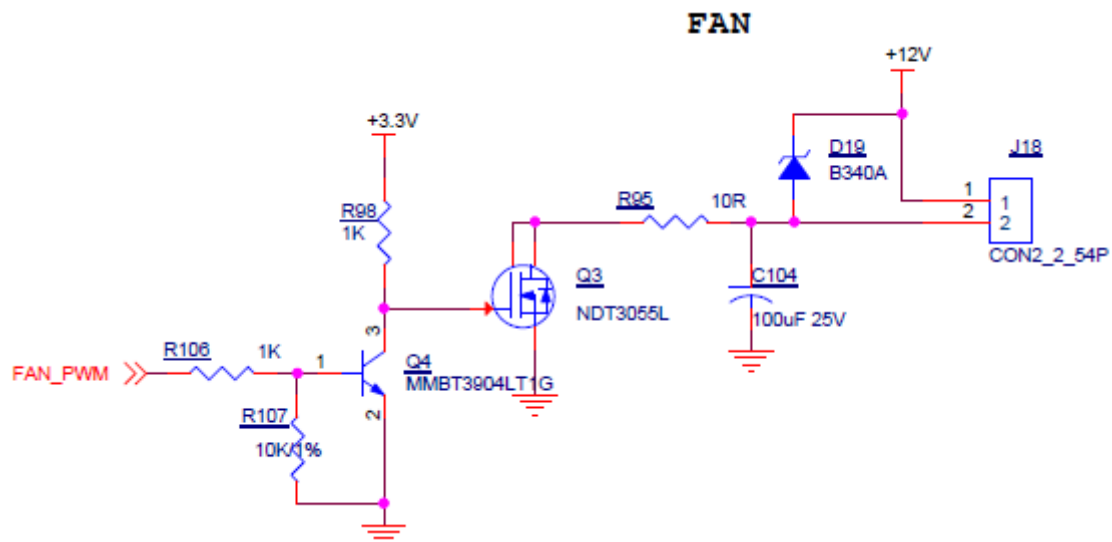 FAN
+12V
+3.3V
D19
B340A
J18
R98
1K
R95
10R
1
2
1
2
CON2_2_54P
Q3
NDT3055L
C104
100uF 25V
3
R106
1K
1
Q4
MMBT3904LT1G
FAN_PWM
2
R107
10K/1%